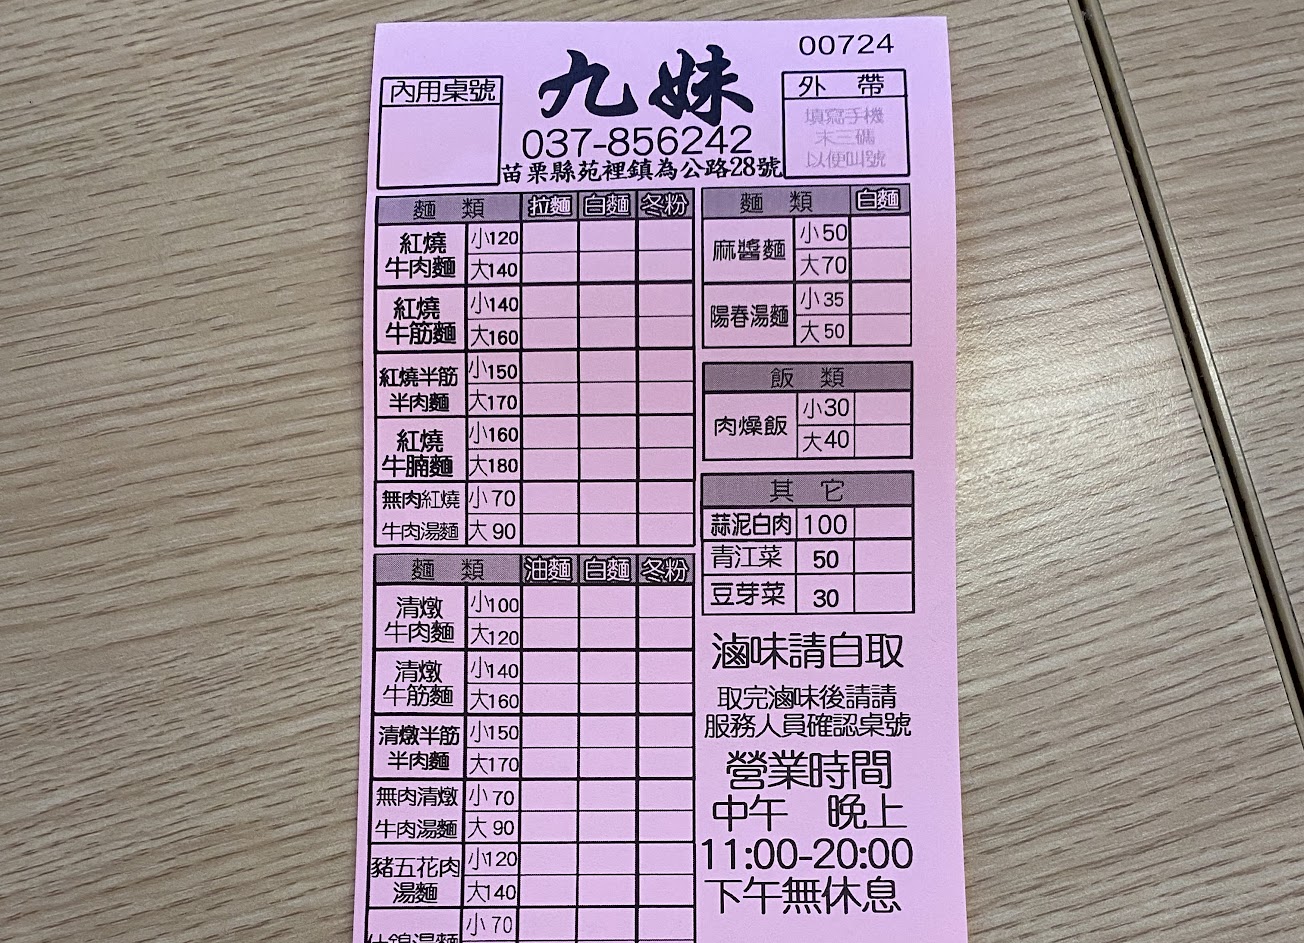 00724
內用桌號
九妹
外 帶
填寫手機
末三碼
以便叫號
037-856242
苗栗縣苑裡鎮為公路28號
麵 類 拉麵 白麵 冬粉
紅燒
牛肉麵
小120
大140
紅燒
牛筋麵
小140
大160
紅燒半筋
半肉麵
小150
大170
紅燒
牛腩麵
小160
大180
無肉紅燒
牛肉湯麵
小70
大90
麵 類 油麵 白麵 冬粉
清燉
牛肉麵
小100
大120
清燉
牛筋麵
小140
大160
清燉半筋
半肉麵
小150
大170
無肉清燉
牛肉湯麵
小70
大90
豬五花肉
湯麵
小120
大140
什錦湯麵
小70
麵 類 白麵
麻醬麵
小50
大70
陽春湯麵
小35
大50
飯 類
肉燥飯
小30
大40
其 它
蒜泥白肉 100
青江菜 50
豆芽菜 30
滷味請自取
取完滷味後請請
服務人員確認桌號
營業時間
中午 晚上
11:00-20:00
下午無休息